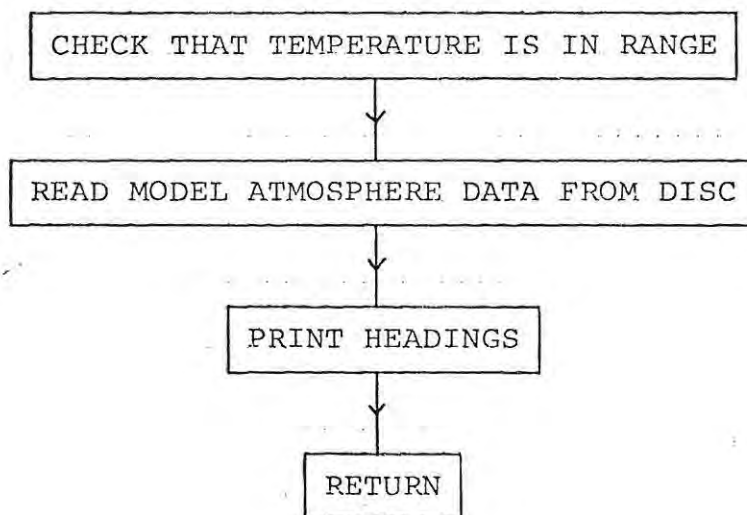 CHECK THAT TEMPERATURE IS IN RANGE
READ MODEL ATMOSPHERE DATA FROM DISC
PRINT HEADINGS
RETURN